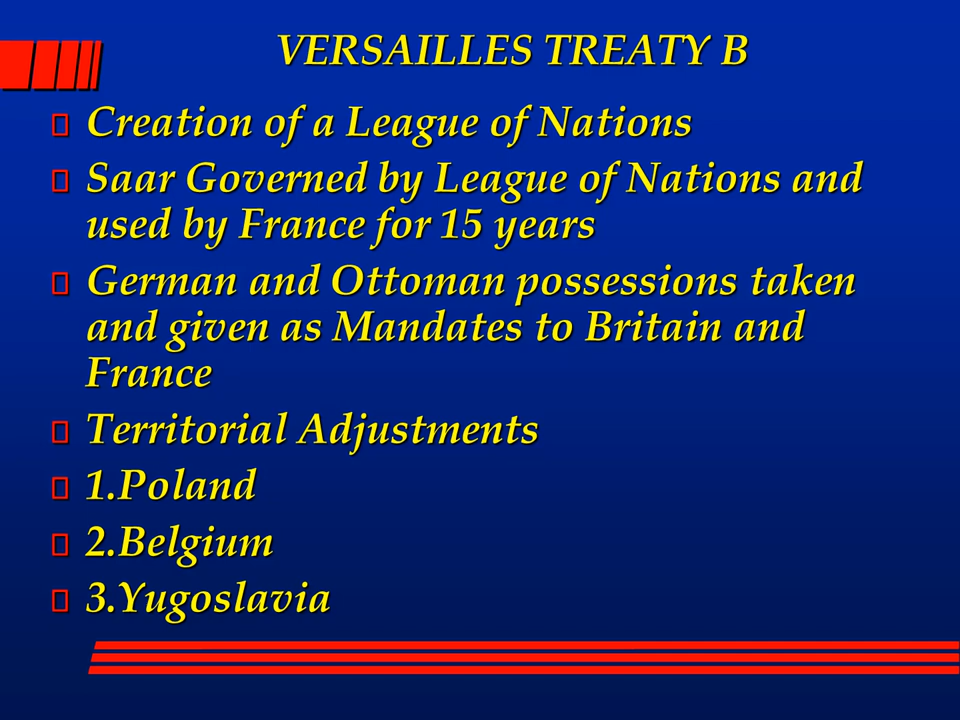 VERSAILLES TREATY B
Creation of a League of Nations
Saar Governed by League of Nations and
used by France for 15 years
German and Ottoman possessions taken
and given as Mandates to Britain and
France
Territorial Adjustments
1.Poland
2.Belgium
3.Yugoslavia